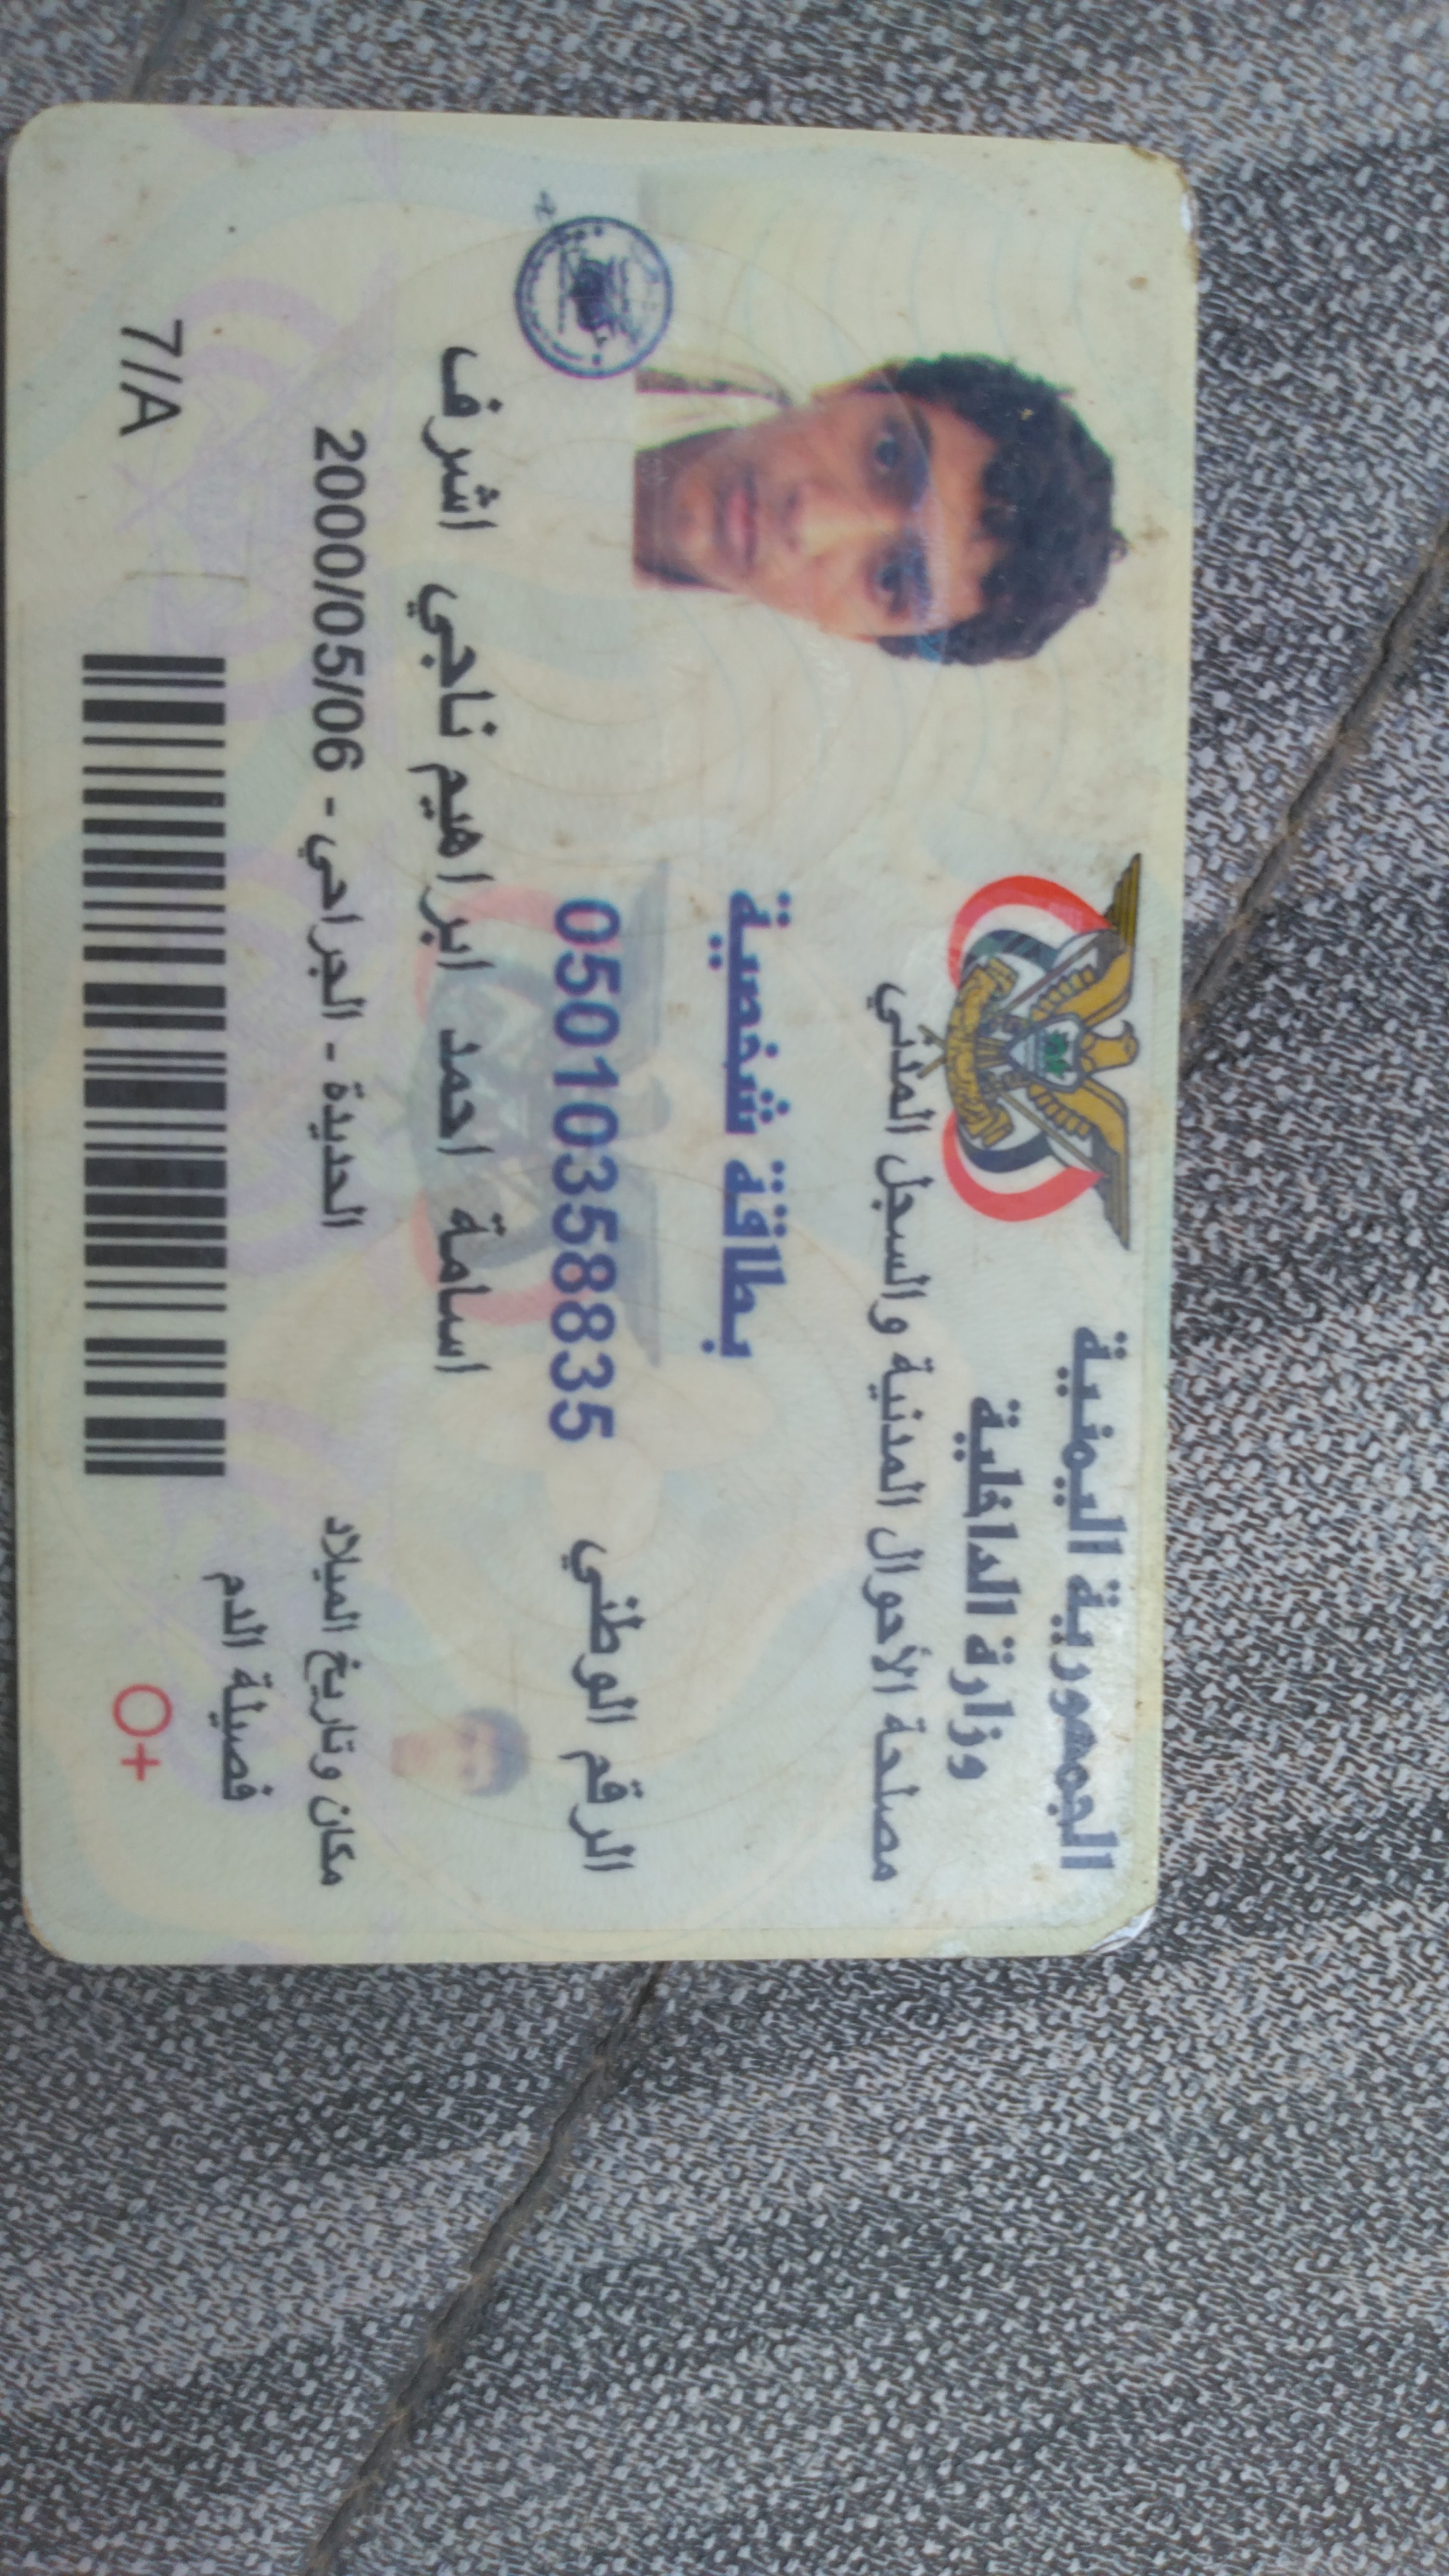 الجمهورية اليمنية
وزارة الداخلية
مصلحة الأحوال المدنية والسجل المدني
بطاقة شخصية
الرقم الوطني 05010358835
اسامة احمد ابراهيم ناجي اشرف
مكان وتاريخ الميلاد الحديدة - الجراحي - 2000/05/06
فصيلة الدم
O+ 7/A